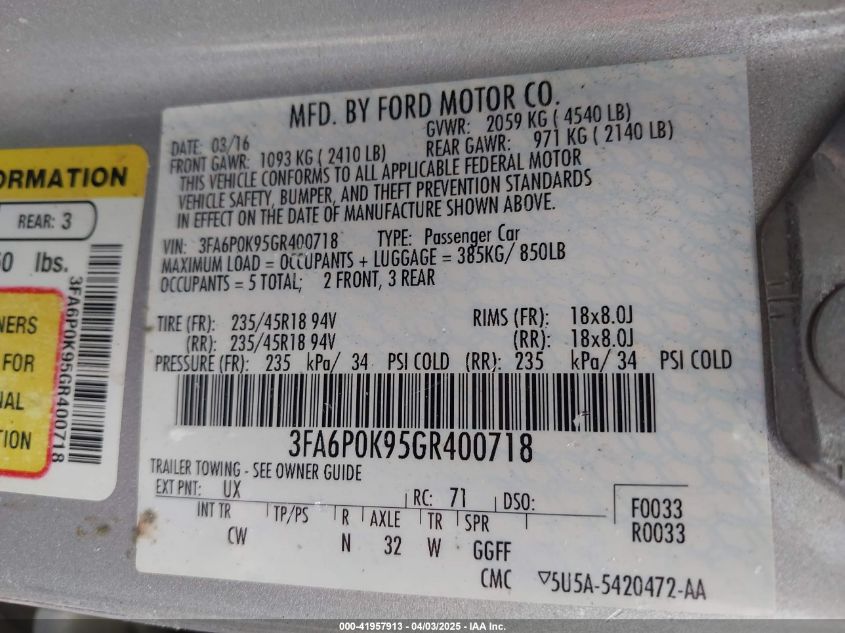 MFD. BY FORD MOTOR CO.
DATE: 03/16 GVWR: 2059 KG ( 4540 LB)
FRONT GAWR: 1093 KG ( 2410 LB) REAR GAWR: 971 KG ( 2140 LB)
THIS VEHICLE CONFORMS TO ALL APPLICABLE FEDERAL MOTOR
VEHICLE SAFETY, BUMPER, AND THEFT PREVENTION STANDARDS
IN EFFECT ON THE DATE OF MANUFACTURE SHOWN ABOVE.
VIN: 3FA6P0K95GR400718 TYPE: Passenger Car
MAXIMUM LOAD = OCCUPANTS + LUGGAGE = 385KG/ 850LB
OCCUPANTS = 5 TOTAL; 2 FRONT, 3 REAR
TIRE (FR): 235/45R18 94V RIMS (FR): 18x8.0J
(RR): 235/45R18 94V (RR): 18x8.0J
PRESSURE (FR): 235 kPa/ 34 PSI COLD (RR): 235 kPa/ 34 PSI COLD
3FA6P0K95GR400718
TRAILER TOWING - SEE OWNER GUIDE
EXT PNT: UX RC: 71 DSO:
INT TR TP/PS R AXLE TR SPR
CW N 32 W GGFF
F0033
R0033
CMC ▽5U5A-5420472-AA
ORMATION
REAR: 3
0 lbs.
3FA6P0K95GR400718
NERS
FOR
NAL
TION
000-41957913 - 04/03/2025 - IAA Inc.